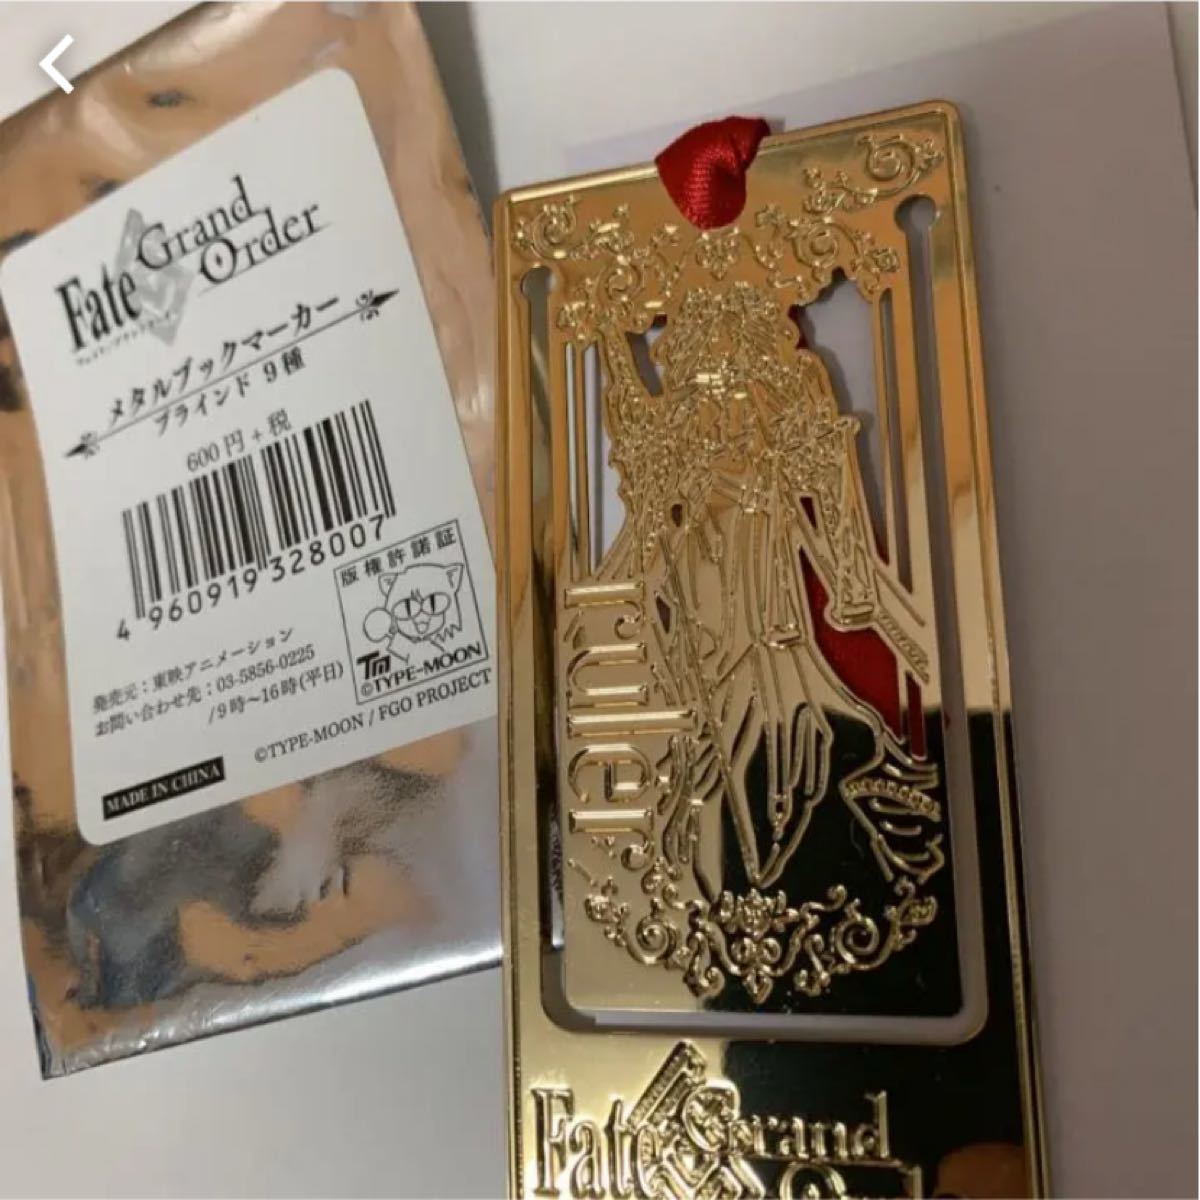 Fate Grand
Order
メタルブックマーカー
ブラインド 9種
600円+税
4 960919 328007
版権許諾証
TM
©TYPE-MOON
発売元:東映アニメーション
お問い合わせ先:03-5856-0225
/9時〜16時(平日)
©TYPE-MOON / FGO PROJECT
MADE IN CHINA
ruler
Fate Grand